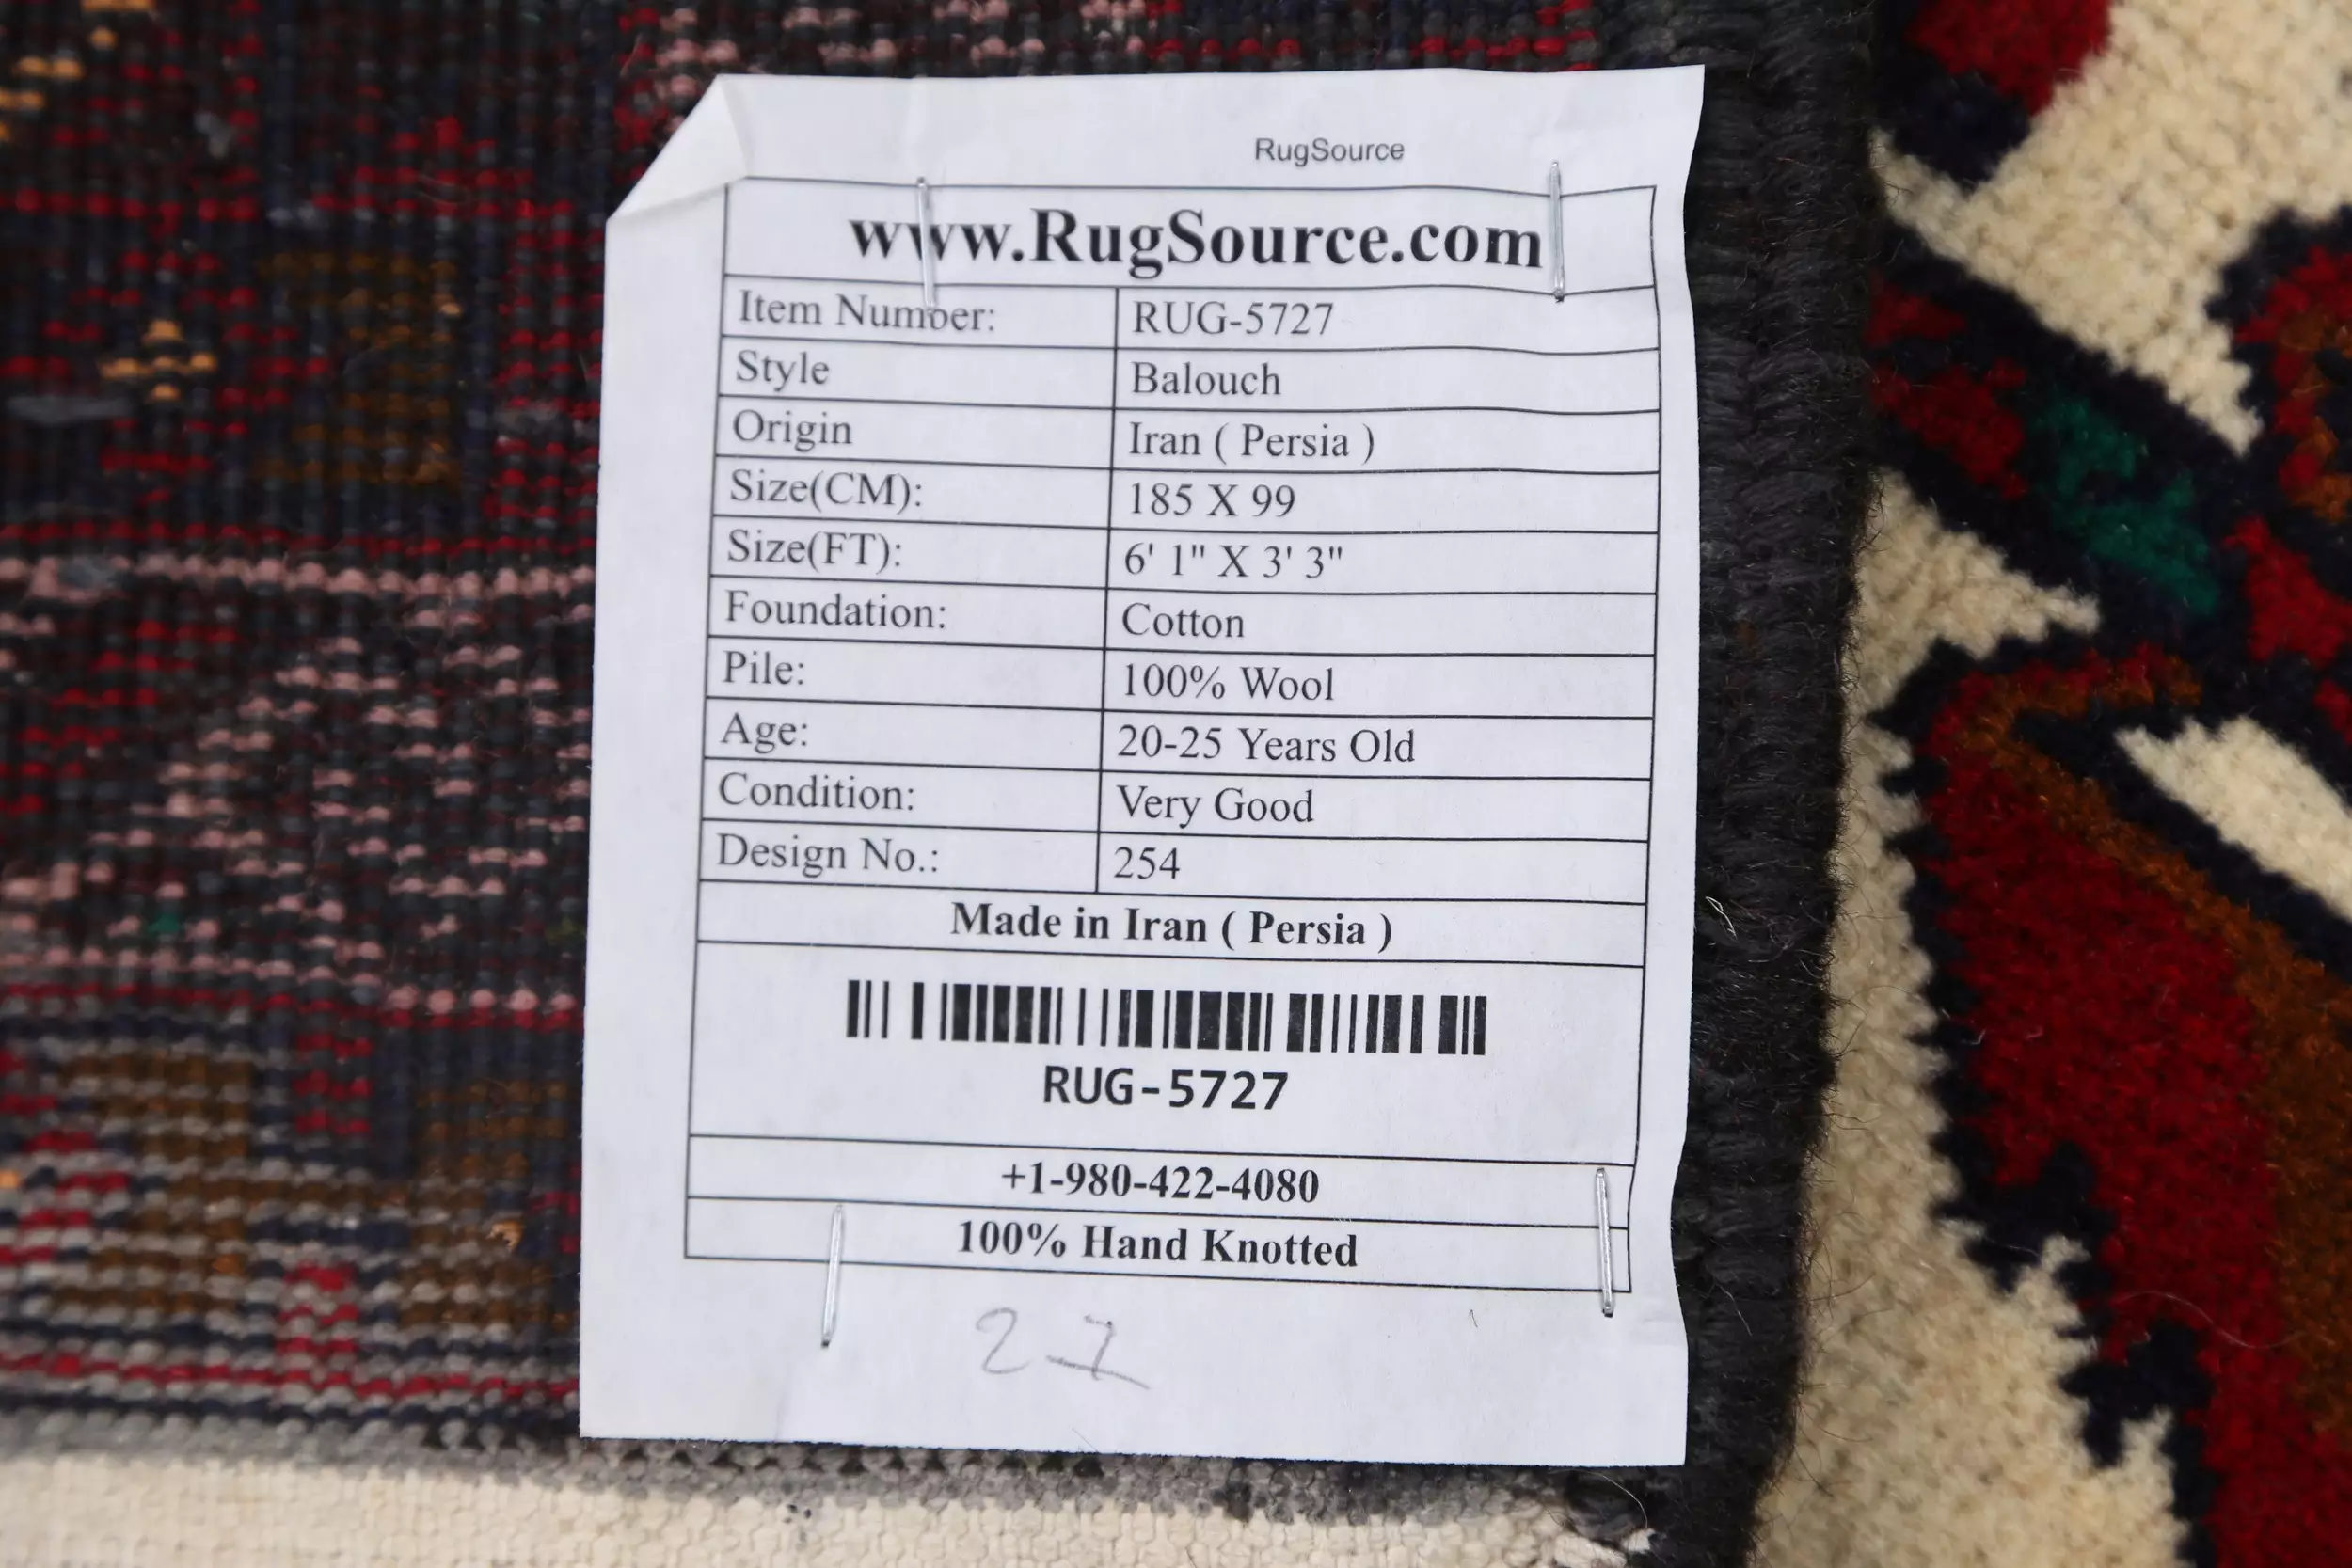 RugSource
www.RugSource.com
Item Number: RUG-5727
Style Balouch
Origin Iran ( Persia )
Size(CM): 185 X 99
Size(FT): 6' 1" X 3' 3"
Foundation: Cotton
Pile: 100% Wool
Age: 20-25 Years Old
Condition: Very Good
Design No.: 254
Made in Iran ( Persia )
RUG-5727
+1-980-422-4080
100% Hand Knotted
27